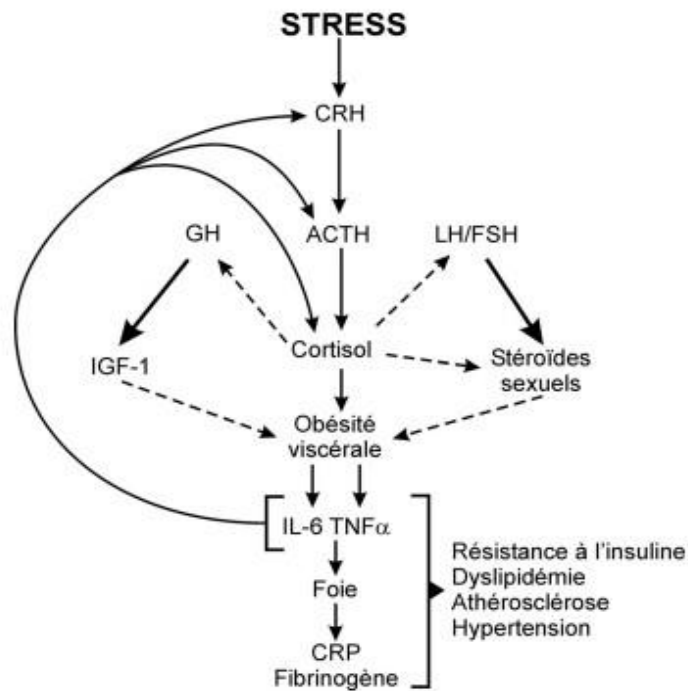 STRESS
CRH
GH
ACTH
LH/FSH
IGF-1
Cortisol
Stéroïdes
sexuels
Obésité
viscérale
IL-6 TNFα
Foie
CRP
Fibrinogène
Résistance à l'insuline
Dyslipidémie
Athérosclérose
Hypertension